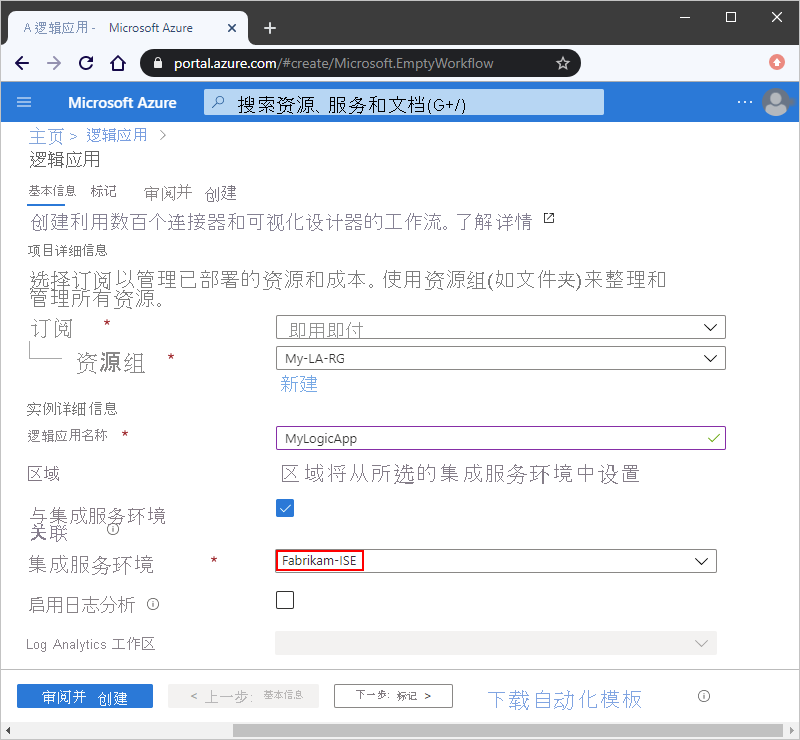 A 逻辑应用 - Microsoft Azure
portal.azure.com/#create/Microsoft.EmptyWorkflow
Microsoft Azure 搜索资源、服务和文档(G+/) ...
主页 > 逻辑应用 >
逻辑应用
基本信息 标记 审阅并 创建
创建利用数百个连接器和可视化设计器的工作流。了解详情
项目详细信息
选择订阅以管理已部署的资源和成本。使用资源组(如文件夹)来整理和
管理所有资源。
订阅 * 即用即付
资源组 * My-LA-RG
新建
实例详细信息
逻辑应用名称 * MyLogicApp
区域 区域将从所选的集成服务环境中设置
与集成服务环境
关联
集成服务环境 * Fabrikam-ISE
启用日志分析
Log Analytics 工作区
审阅并 创建 < 上一步: 基本信息 下一步: 标记 > 下载自动化模板